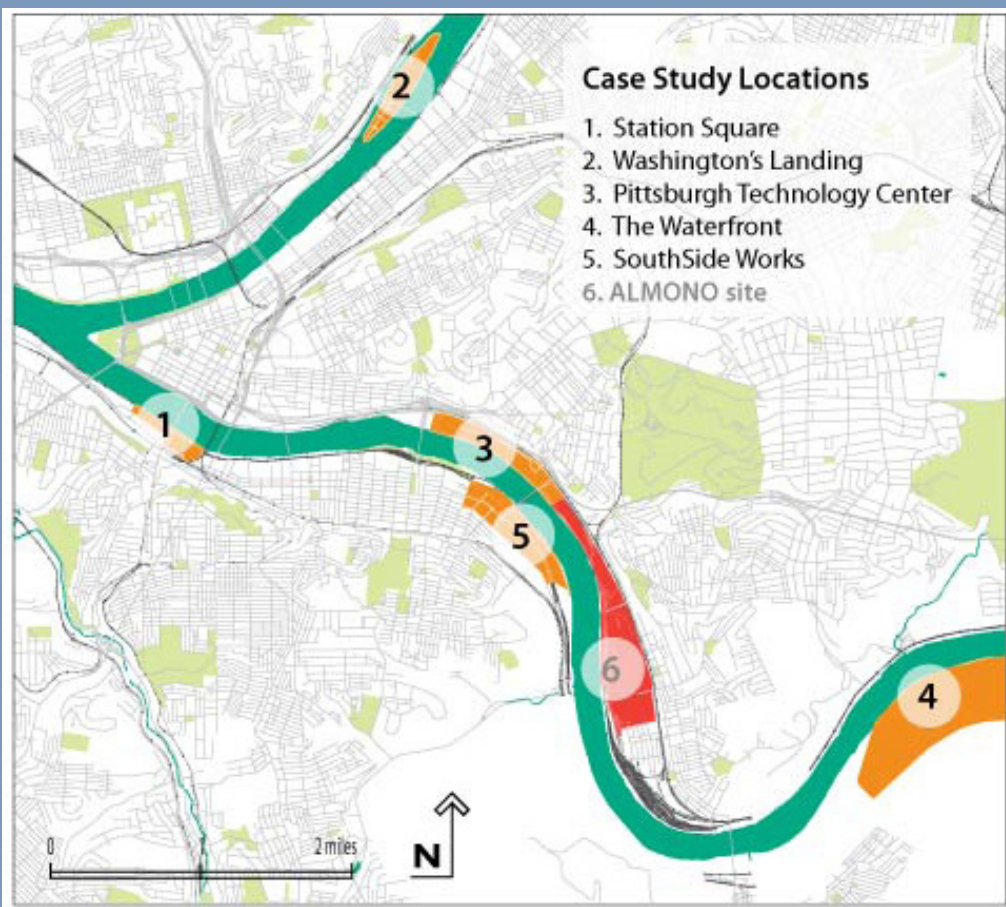 2
Case Study Locations
1. Station Square
2. Washington's Landing
3. Pittsburgh Technology Center
4. The Waterfront
5. SouthSide Works
6. ALMONO site
1
3
5
6
4
0 1 2 miles
N